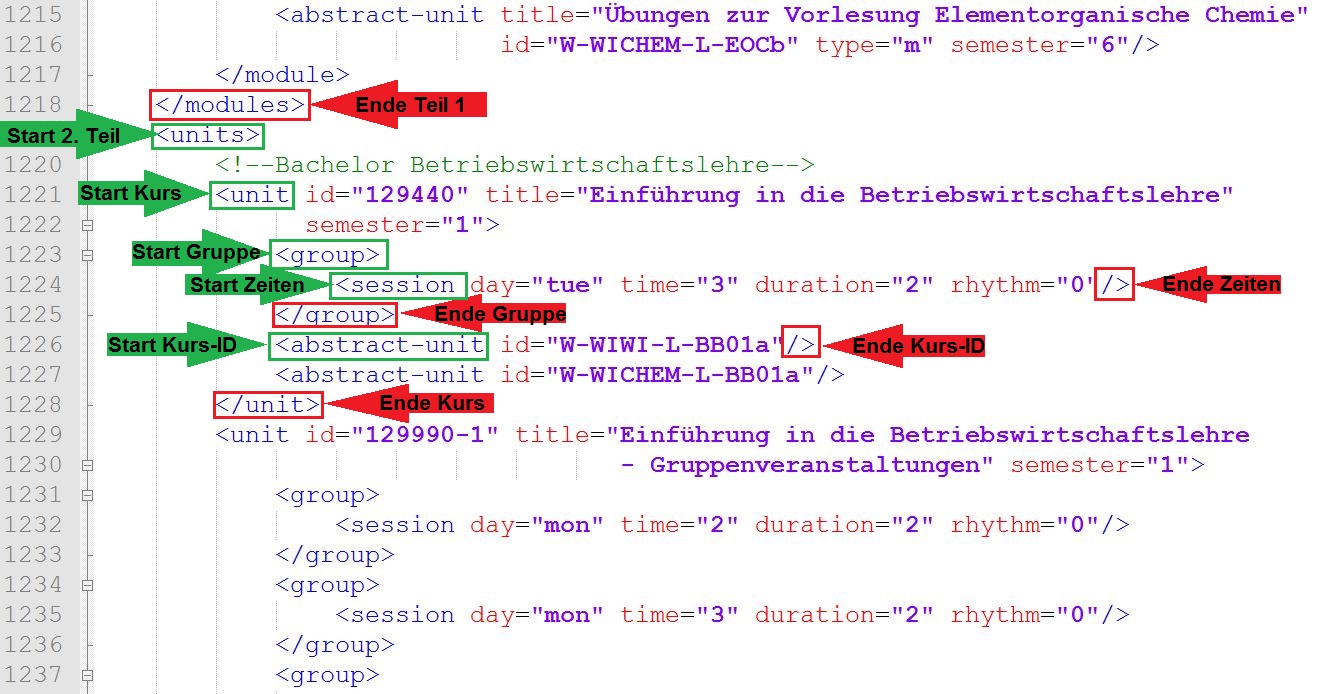 1215 <abstract-unit title="Übungen zur Vorlesung Elementorganische Chemie"
1216 id="W-WICHEM-L-EOCb" type="m" semester="6"/>
1217 </module>
1218 </modules> Ende Teil 1
Start 2. Teil <units>
1220 <!--Bachelor Betriebswirtschaftslehre-->
1221 Start Kurs <unit id="129440" title="Einführung in die Betriebswirtschaftslehre"
1222 semester="1">
1223 Start Gruppe <group>
1224 Start Zeiten <session day="tue" time="3" duration="2" rhythm="0"/> Ende Zeiten
1225 </group> Ende Gruppe
1226 Start Kurs-ID <abstract-unit id="W-WIWI-L-BB01a"/> Ende Kurs-ID
1227 <abstract-unit id="W-WICHEM-L-BB01a"/>
1228 </unit> Ende Kurs
1229 <unit id="129990-1" title="Einführung in die Betriebswirtschaftslehre
1230 - Gruppenveranstaltungen" semester="1">
1231 <group>
1232 <session day="mon" time="2" duration="2" rhythm="0"/>
1233 </group>
1234 <group>
1235 <session day="mon" time="3" duration="2" rhythm="0"/>
1236 </group>
1237 <group>